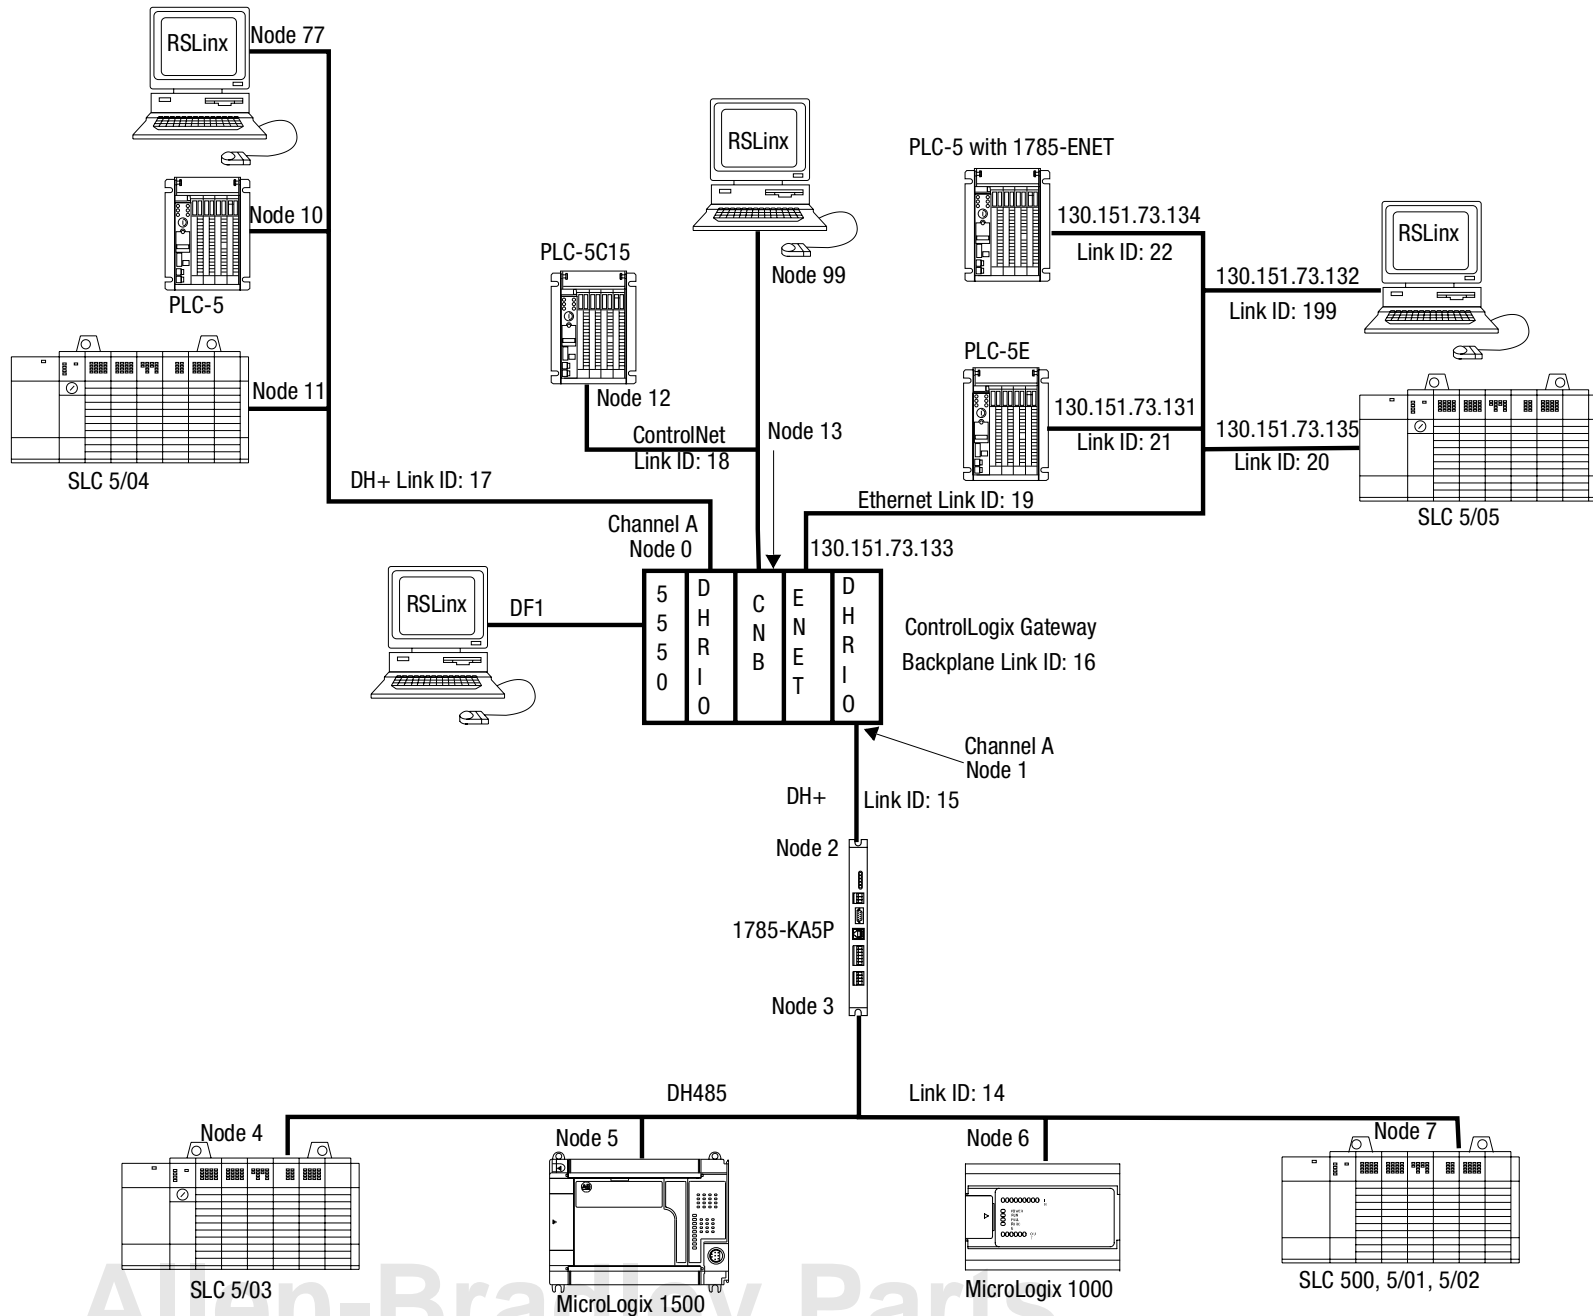 RSLinx
Node 77
Node 10
PLC-5
Node 11
SLC 5/04
DH+ Link ID: 17
RSLinx
Node 99
PLC-5C15
Node 12
ControlNet
Link ID: 18
Node 13
PLC-5 with 1785-ENET
130.151.73.134
Link ID: 22
130.151.73.132
Link ID: 199
RSLinx
PLC-5E
130.151.73.131
Link ID: 21
130.151.73.135
Link ID: 20
SLC 5/05
Ethernet Link ID: 19
Channel A
Node 0
130.151.73.133
RSLinx
DF1
5550
DHRIO
CNB
ENET
DHRIO
ControlLogix Gateway
Backplane Link ID: 16
Channel A
Node 1
DH+
Link ID: 15
Node 2
1785-KA5P
Node 3
DH485
Link ID: 14
Node 4
SLC 5/03
Node 5
MicroLogix 1500
Node 6
MicroLogix 1000
Node 7
SLC 500, 5/01, 5/02
Allen-Bradley Parts